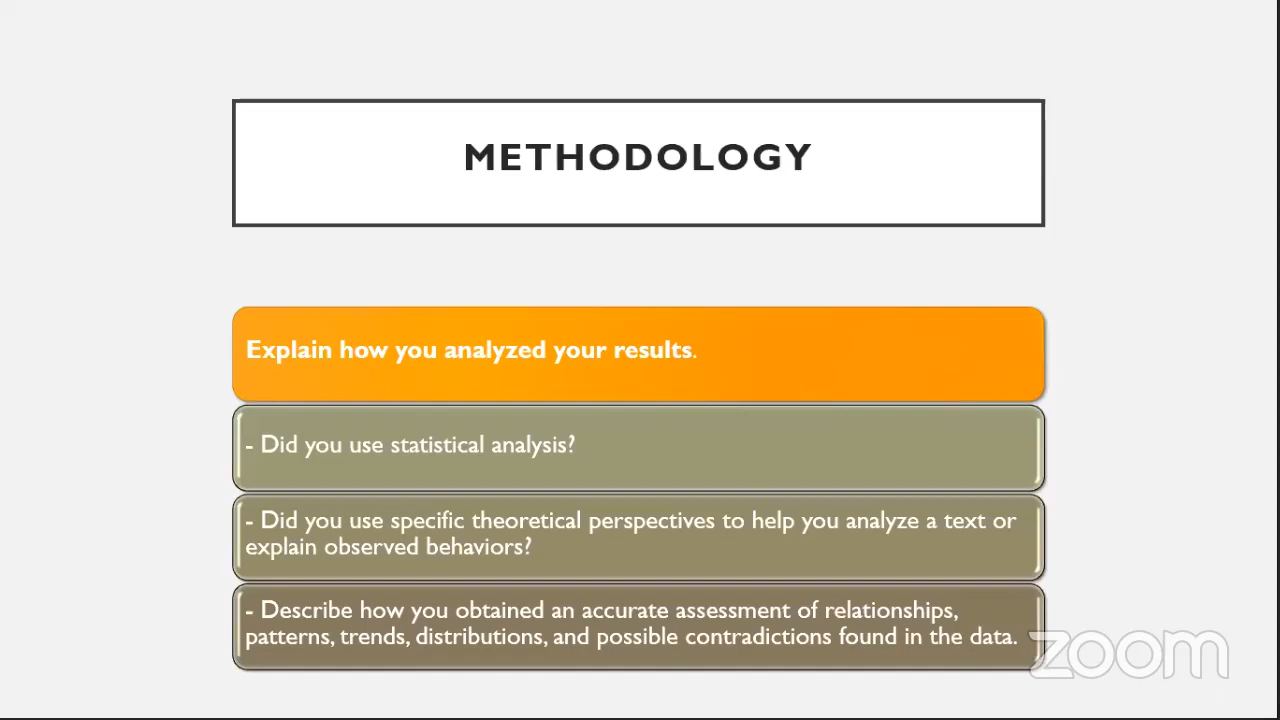 METHODOLOGY
Explain how you analyzed your results.
- Did you use statistical analysis?
- Did you use specific theoretical perspectives to help you analyze a text or
explain observed behaviors?
- Describe how you obtained an accurate assessment of relationships,
patterns, trends, distributions, and possible contradictions found in the data.
zoom